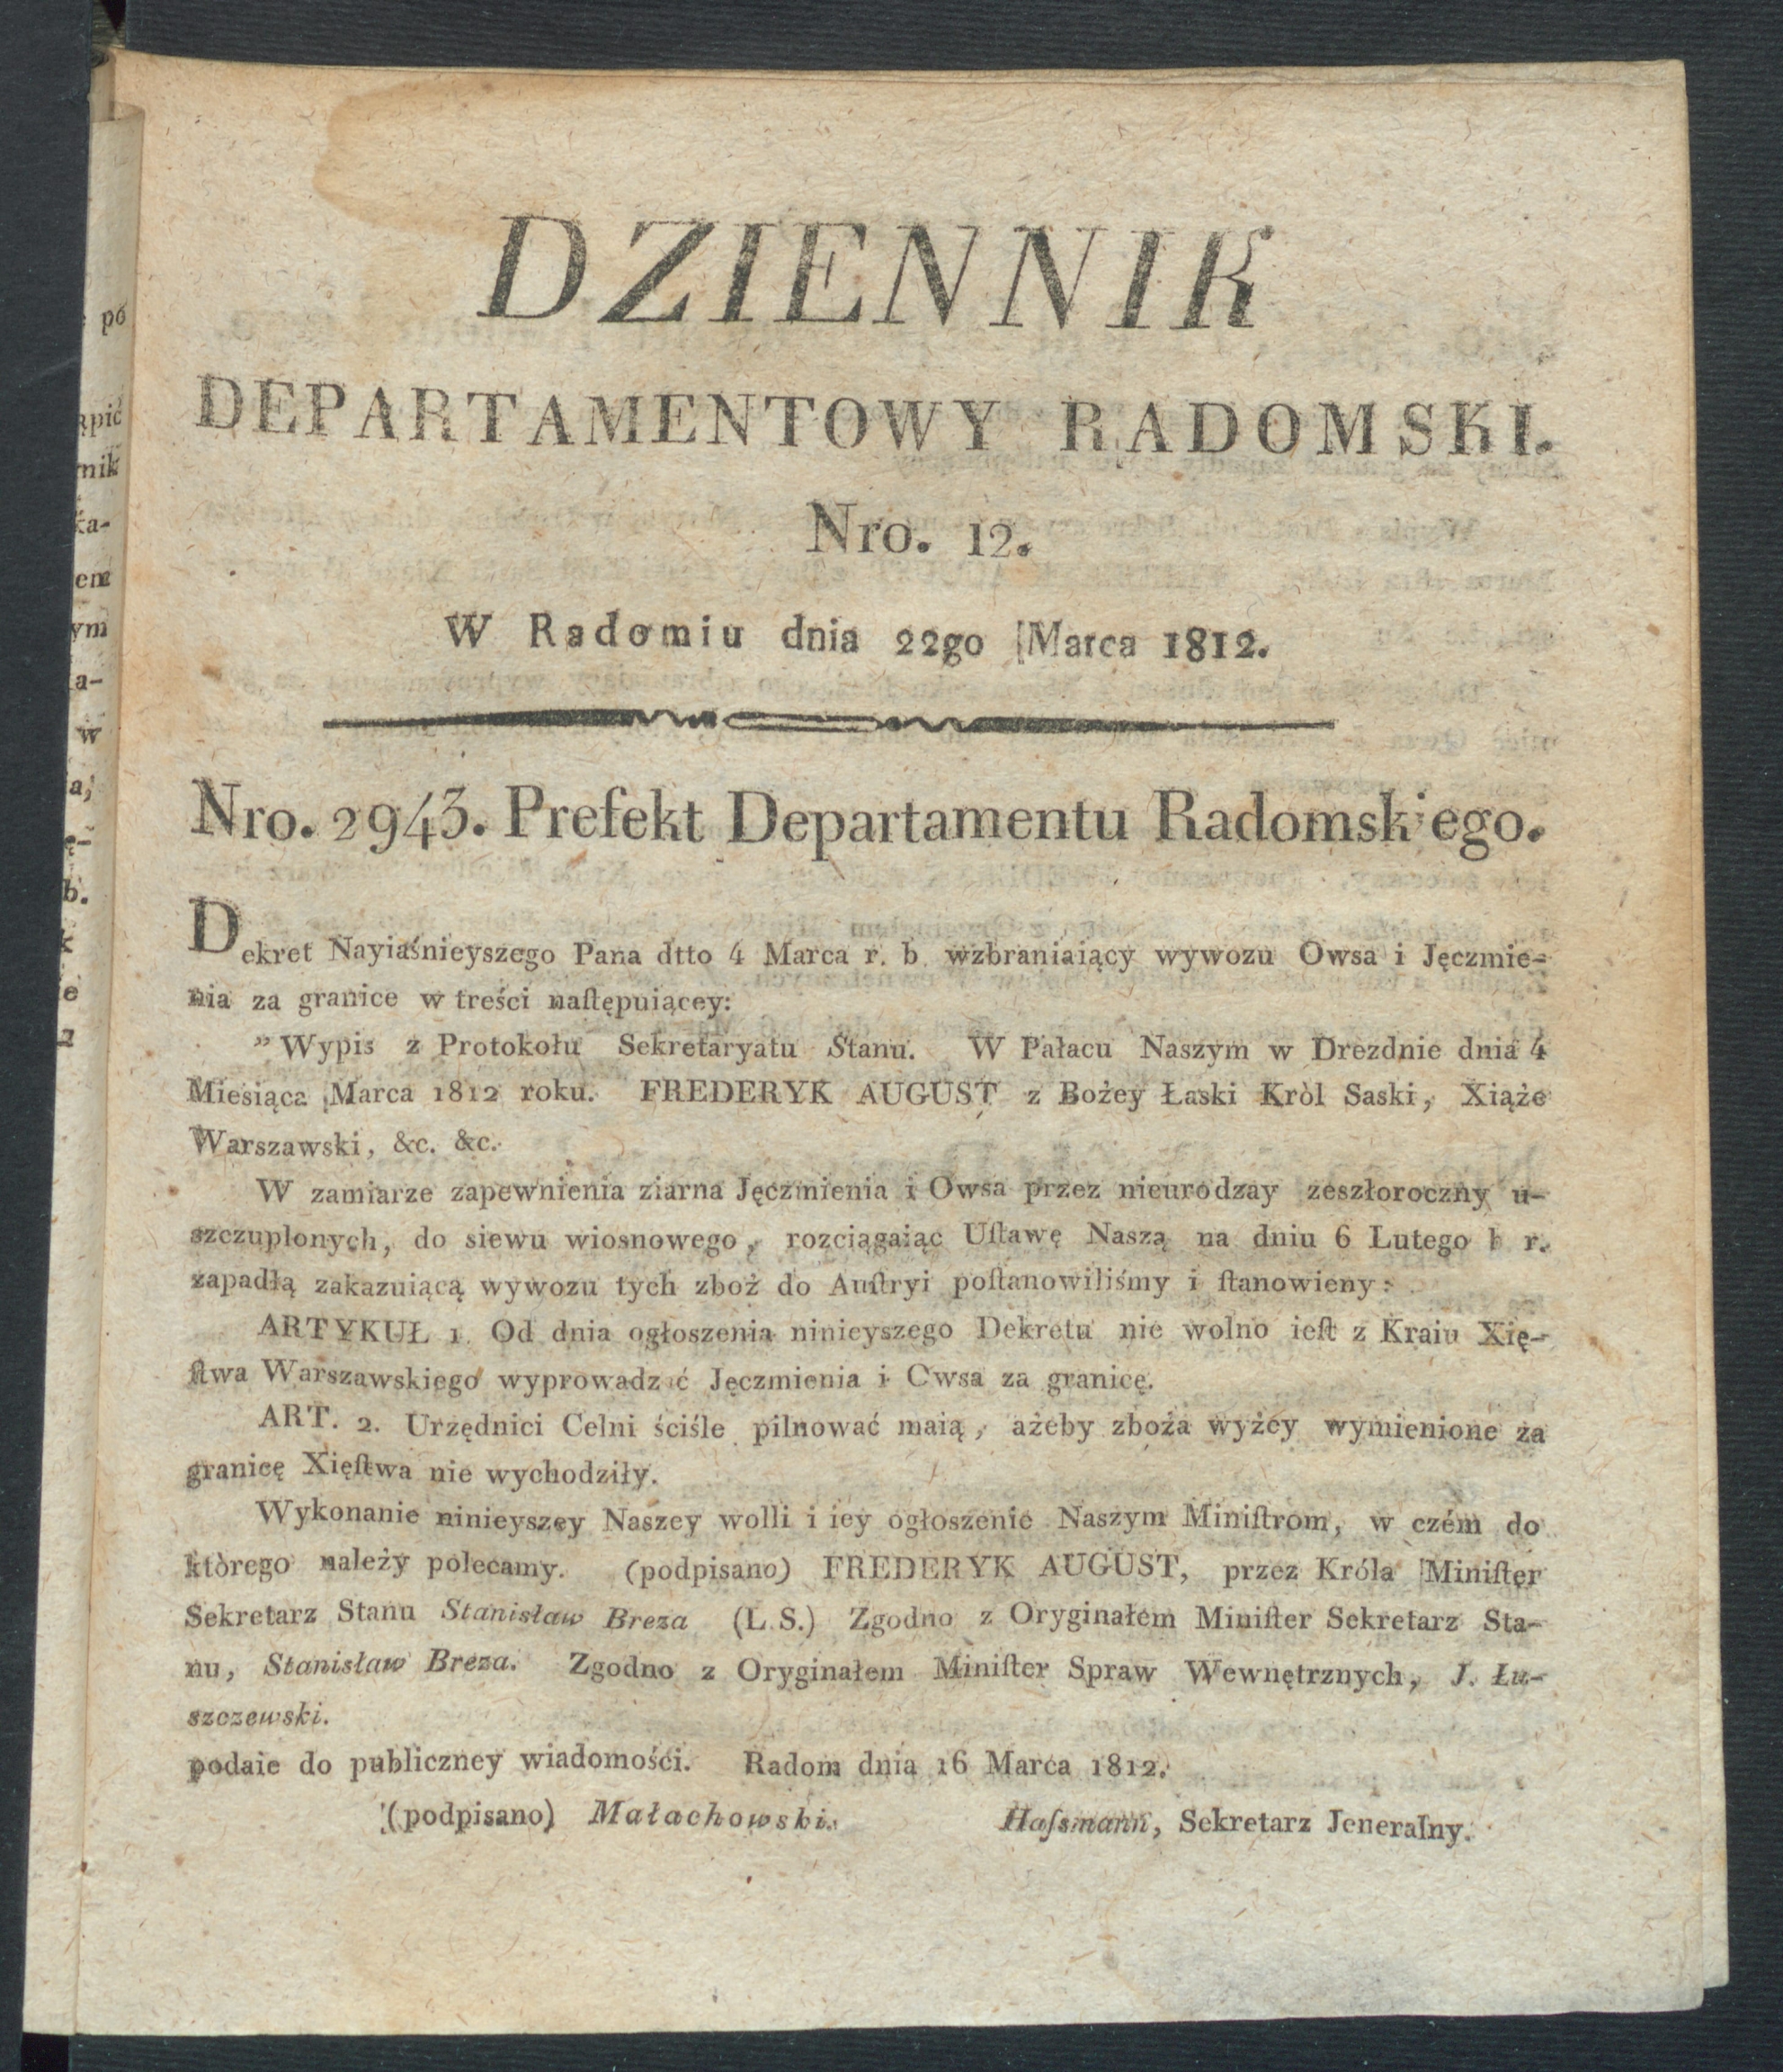 DZIENNIK
DEPARTAMENTOWY RADOMSKI.
Nro. 12.
W Radomiu dnia 22go Marca 1812.
Nro. 2943. Prefekt Departamentu Radomskiego.
Dekret Nayiaśnieyszego Pana dtto 4 Marca r. b. wzbraniaiący wywozu Owsa i Jęczmie-
nia za granice w treści naſtępuiącey:
„Wypis z Protokołu Sekretaryatu Stanu. W Pałacu Naszym w Dreznie dnia 4
Miesiąca Marca 1812 roku. FREDERYK AUGUST z Bożey Łaski Kròl Saski, Xiąże
Warszawski, &c. &c.
W zamiarze zapewnienia ziarna Jęczmienia i Owsa przez nieurodzay zeszłoroczny u-
szczuplonych, do siewu wiosnowego, rozciągaiąc Uſtawę Naszą na dniu 6 Lutego b r.
zapadłą zakazuiącą wywozu tych zboż do Auſtryi poſtanowiliśmy i ſtanowieny:
ARTYKUŁ 1. Od dnia ogłoszenia ninieyszego Dekretu nie wolno ieſt z Kraiu Xię-
ſtwa Warszawskiego wyprowadzić Jęczmienia i Owsa za granicę.
ART. 2. Urzędnici Celni ściśle pilnować maią, ażeby zboża wyżey wymienione za
granicę Xięſtwa nie wychodziły.
Wykonanie ninieyszey Naszey wolli i iey ogłoszenie Naszym Miniſtrom, w czém do
którego należy polecamy. (podpisano) FREDERYK AUGUST, przez Króla Miniſter
Sekretarz Stanu Stanisław Breza (L.S.) Zgodno z Oryginałem Miniſter Sekretarz Sta-
nu, Stanisław Breza. Zgodno z Oryginałem Miniſter Spraw Wewnętrznych, J. Łu-
szczewski.
podaie do publiczney wiadomości. Radom dnia 16 Marca 1812.
(podpisano) Małachowski. Haſsmann, Sekretarz Jeneralny.